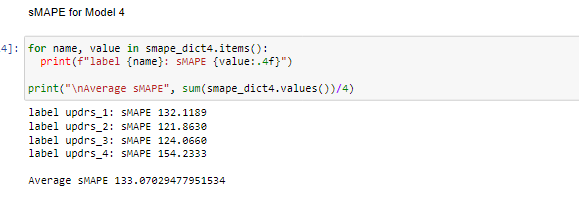 sMAPE for Model 4
4]: for name, value in smape_dict4.items():
print(f"label {name}: sMAPE {value:.4f}")
print("\nAverage sMAPE", sum(smape_dict4.values())/4)
label updrs_1: sMAPE 132.1189
label updrs_2: sMAPE 121.8630
label updrs_3: sMAPE 124.0660
label updrs_4: sMAPE 154.2333
Average sMAPE 133.07029477951534